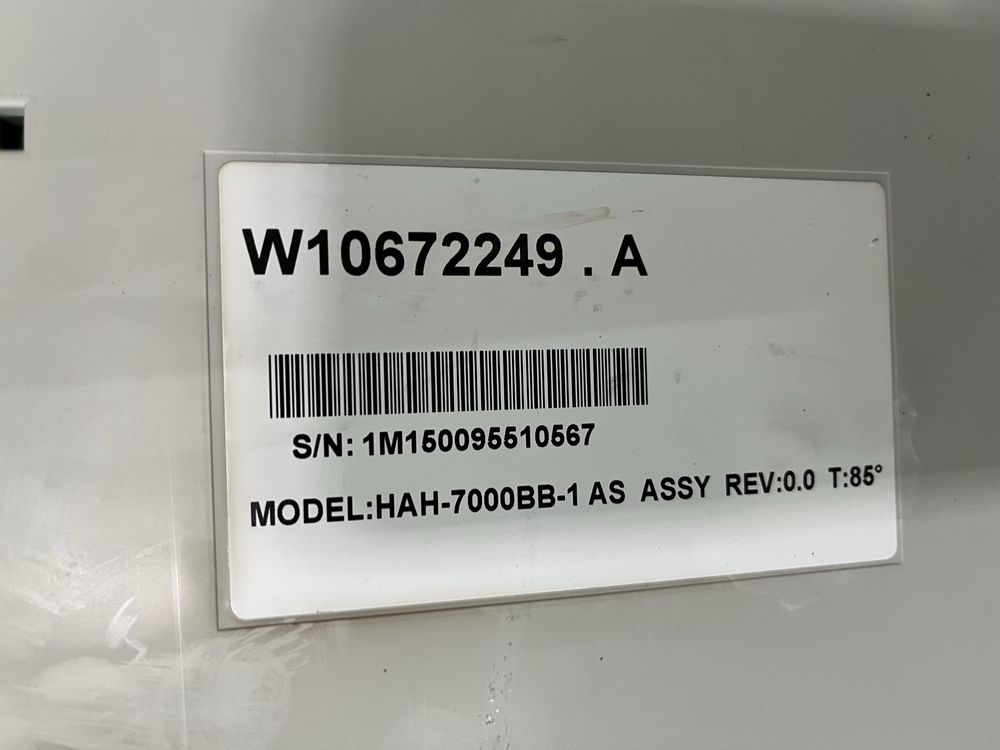 W10672249 . A
S/N: 1M150095510567
MODEL:HAH-7000BB-1 AS ASSY REV:0.0 T:85°